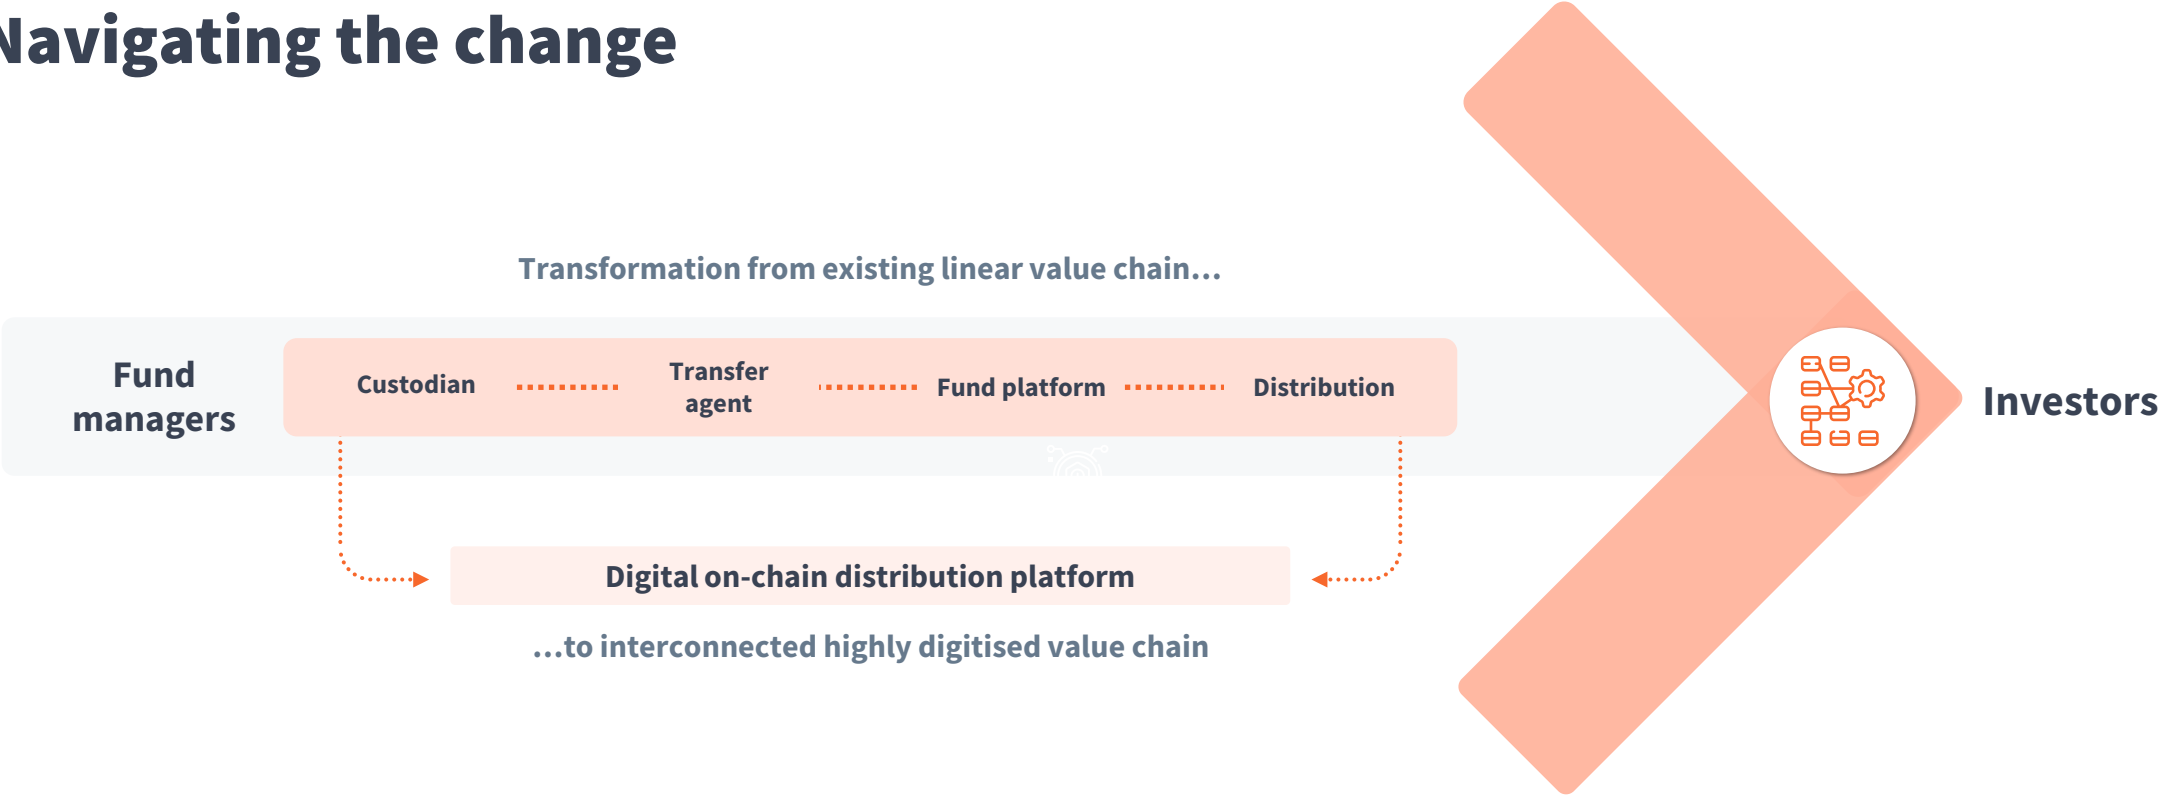 Navigating the change
Transformation from existing linear value chain...
Fund
managers
Custodian
Transfer
agent
Fund platform
Distribution
Investors
Digital on-chain distribution platform
...to interconnected highly digitised value chain